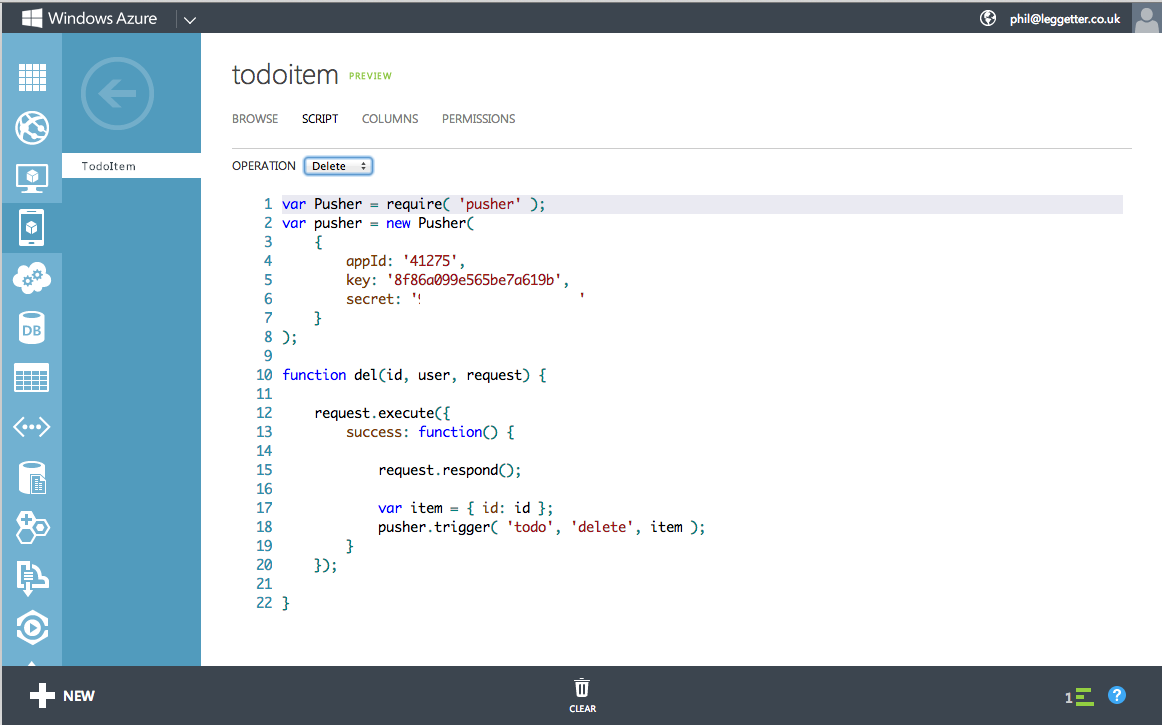 Windows Azure
phil@leggetter.co.uk
TodoItem
todoitem PREVIEW
BROWSE SCRIPT COLUMNS PERMISSIONS
OPERATION Delete
1 var Pusher = require( 'pusher' );
2 var pusher = new Pusher(
3 {
4 appId: '41275',
5 key: '8f86a099e565be7a619b',
6 secret: ' '
7 }
8 );
9
10 function del(id, user, request) {
11
12 request.execute({
13 success: function() {
14
15 request.respond();
16
17 var item = { id: id };
18 pusher.trigger( 'todo', 'delete', item );
19 }
20 });
21
22 }
DB
NEW
CLEAR
1
?